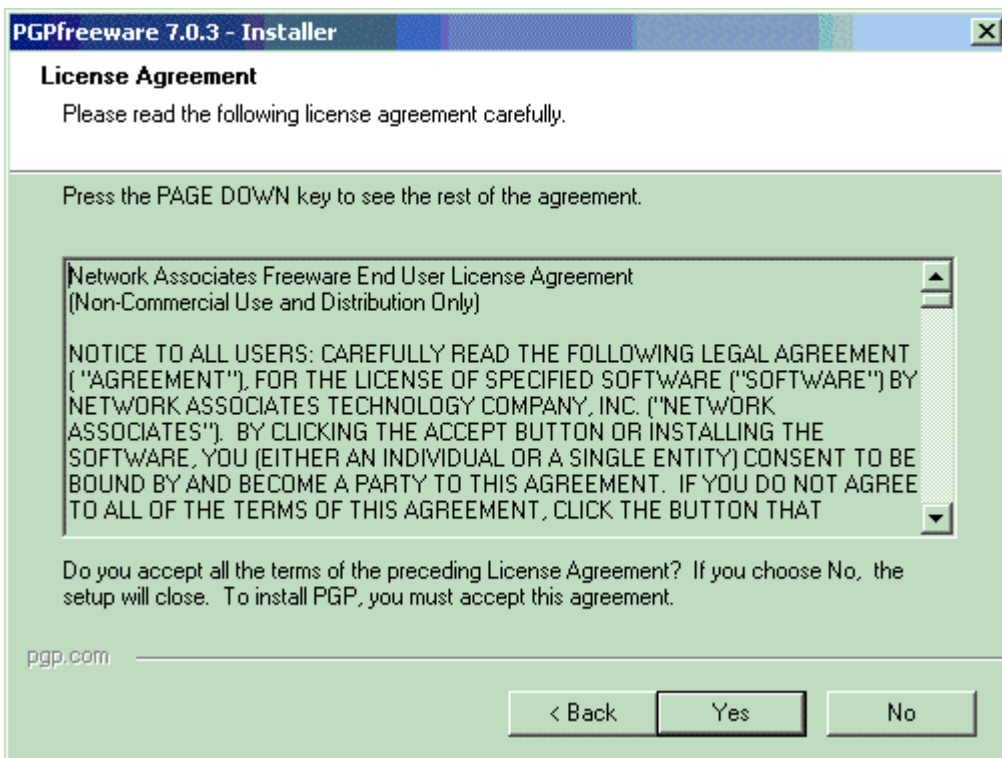 PGPfreeware 7.0.3 - Installer
License Agreement
Please read the following license agreement carefully.
Press the PAGE DOWN key to see the rest of the agreement.
Network Associates Freeware End User License Agreement
(Non-Commercial Use and Distribution Only)
NOTICE TO ALL USERS: CAREFULLY READ THE FOLLOWING LEGAL AGREEMENT
( "AGREEMENT"), FOR THE LICENSE OF SPECIFIED SOFTWARE ("SOFTWARE") BY
NETWORK ASSOCIATES TECHNOLOGY COMPANY, INC. ("NETWORK
ASSOCIATES").  BY CLICKING THE ACCEPT BUTTON OR INSTALLING THE
SOFTWARE, YOU (EITHER AN INDIVIDUAL OR A SINGLE ENTITY) CONSENT TO BE
BOUND BY AND BECOME A PARTY TO THIS AGREEMENT.  IF YOU DO NOT AGREE
TO ALL OF THE TERMS OF THIS AGREEMENT, CLICK THE BUTTON THAT
Do you accept all the terms of the preceding License Agreement?  If you choose No,  the
setup will close.  To install PGP, you must accept this agreement.
pgp.com
< Back Yes No